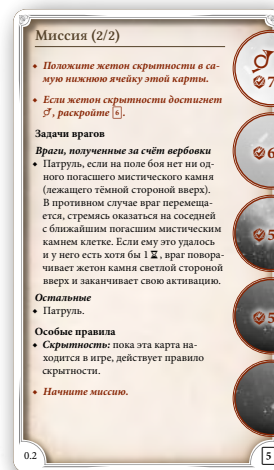 Миссия (2/2)
Положите жетон скрытности в са-
мую нижнюю ячейку этой карты.
Если жетон скрытности достигнет
, раскройте 6.
Задачи врагов
Враги, полученные за счёт вербовки
Патруль, если на поле боя нет ни од-
ного погасшего мистического камня
(лежащего тёмной стороной вверх).
В противном случае враг перемеща-
ется, стремясь оказаться на соседней
с ближайшим погасшим мистическим
камнем клетке. Если ему это удалось
и у него есть хотя бы 1 , враг повора-
чивает жетон камня светлой стороной
вверх и заканчивает свою активацию.
Остальные
Патруль.
Особые правила
Скрытность: пока эта карта на-
ходится в игре, действует правило
скрытности.
Начните миссию.
0.2
7
6
5
5
5